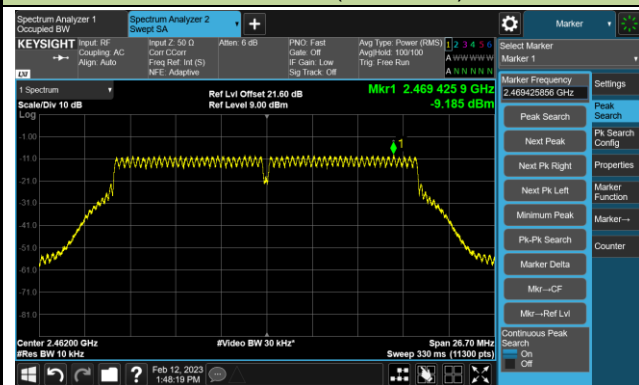 Spectrum Analyzer 1
Occupied BW
Spectrum Analyzer 2
Swept SA
Marker
KEYSIGHT
Input: RF
Coupling: AC
Align: Auto
Input Z: 50 Ω
Corr CCorr
Freq Ref: Int (S)
NFE: Adaptive
Atten: 6 dB
PNO: Fast
Gate: Off
IF Gain: Low
Sig Track: Off
Avg Type: Power (RMS)
Avg|Hold: 100/100
Trig: Free Run
1 2 3 4 5 6
A W W W W W
A N N N N N
LXI
Select Marker
Marker 1
1 Spectrum
Scale/Div 10 dB
Log
Ref Lvl Offset 21.60 dB
Ref Level 9.00 dBm
Mkr1 2.469 425 9 GHz
-9.185 dBm
Marker Frequency
2.469425856 GHz
Settings
Peak Search
Peak
Search
Next Peak
Pk Search
Config
Next Pk Right
Properties
Next Pk Left
Marker
Function
Minimum Peak
Marker→
Pk-Pk Search
Counter
Marker Delta
Mkr→CF
Mkr→Ref Lvl
Continuous Peak
Search
On
Off
-1.00
-11.0
-21.0
-31.0
-41.0
-51.0
-61.0
-71.0
-81.0
1
Center 2.46200 GHz
#Res BW 10 kHz
#Video BW 30 kHz*
Span 26.70 MHz
Sweep 330 ms (11300 pts)
?
Feb 12, 2023
1:48:19 PM